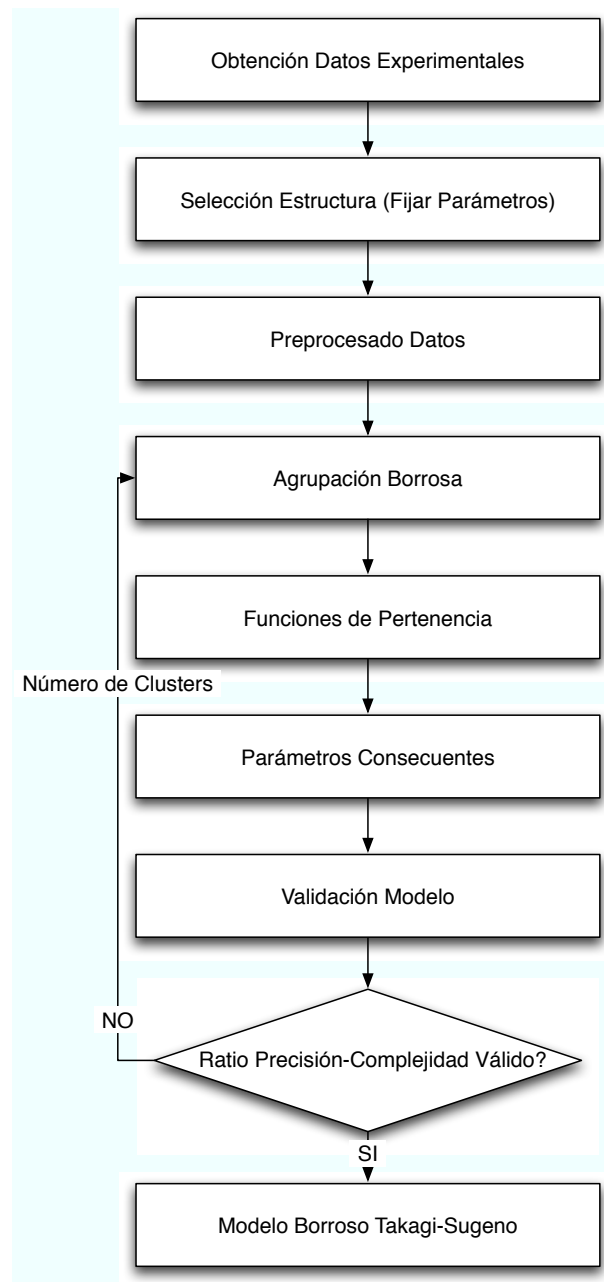 Obtención Datos Experimentales
Selección Estructura (Fijar Parámetros)
Preprocesado Datos
Agrupación Borrosa
Funciones de Pertenencia
Número de Clusters
Parámetros Consecuentes
Validación Modelo
NO
Ratio Precisión-Complejidad Válido?
SI
Modelo Borroso Takagi-Sugeno